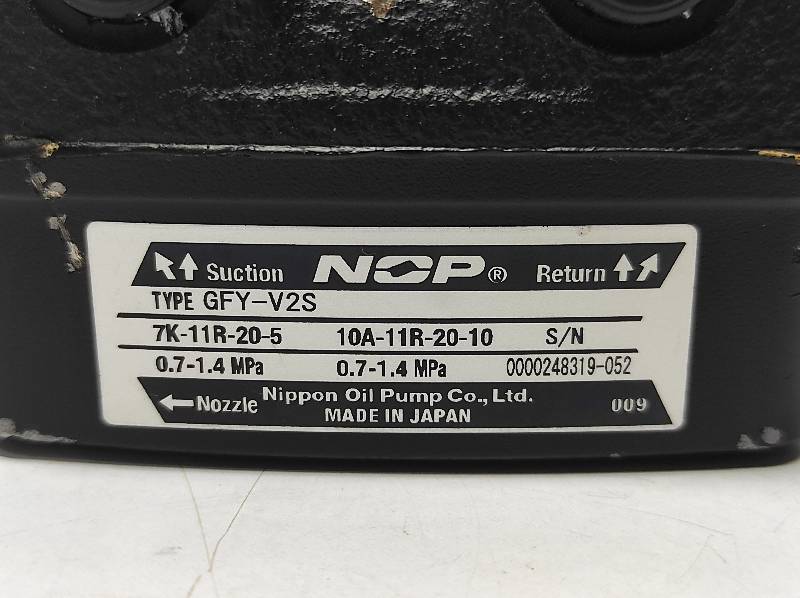 Suction NOP® Return
TYPE GFY-V2S
7K-11R-20-5 10A-11R-20-10 S/N
0.7-1.4 MPa 0.7-1.4 MPa 0000248319-052
Nozzle Nippon Oil Pump Co., Ltd. 009
MADE IN JAPAN